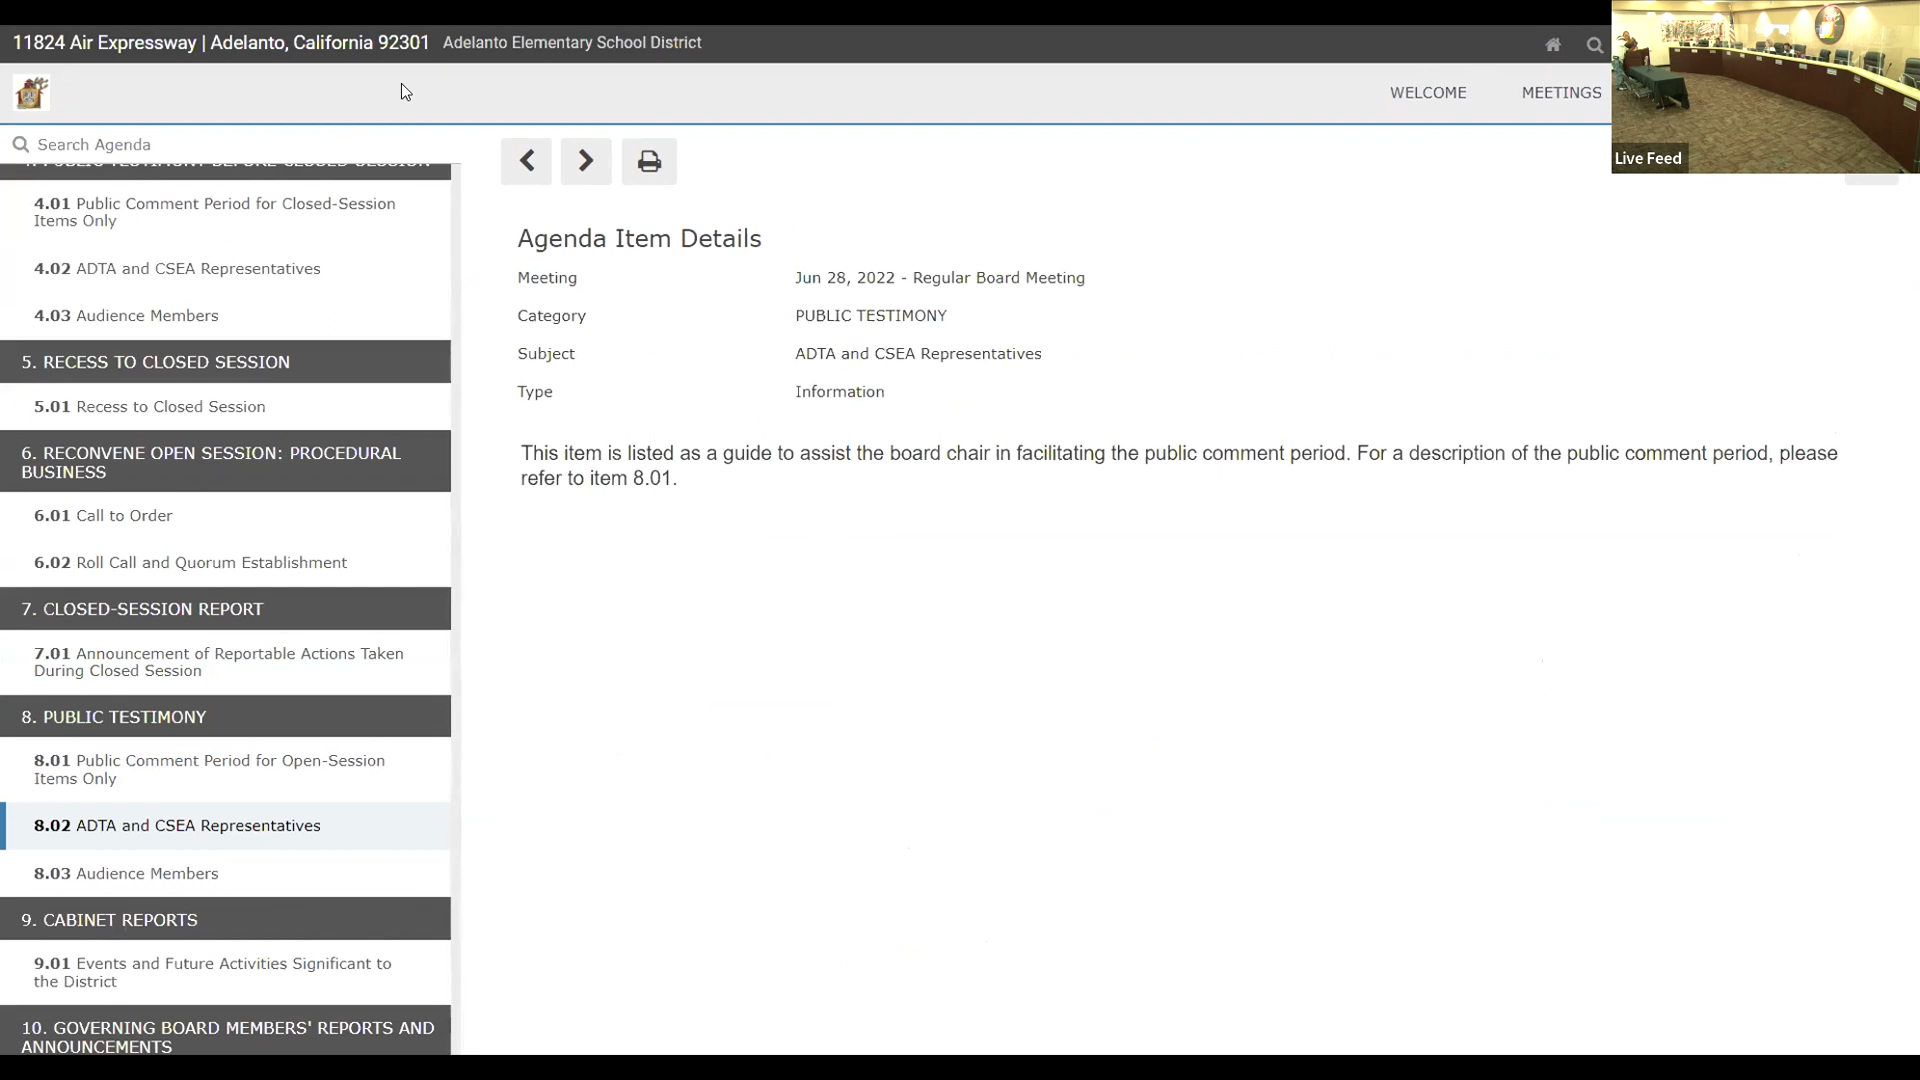 11824 Air Expressway | Adelanto, California 92301 Adelanto Elementary School District
WELCOME MEETINGS
Live Feed
Search Agenda
4. PUBLIC TESTIMONY BEFORE CLOSED SESSION
4.01 Public Comment Period for Closed-Session
Items Only
4.02 ADTA and CSEA Representatives
4.03 Audience Members
5. RECESS TO CLOSED SESSION
5.01 Recess to Closed Session
6. RECONVENE OPEN SESSION: PROCEDURAL
BUSINESS
6.01 Call to Order
6.02 Roll Call and Quorum Establishment
7. CLOSED-SESSION REPORT
7.01 Announcement of Reportable Actions Taken
During Closed Session
8. PUBLIC TESTIMONY
8.01 Public Comment Period for Open-Session
Items Only
8.02 ADTA and CSEA Representatives
8.03 Audience Members
9. CABINET REPORTS
9.01 Events and Future Activities Significant to
the District
10. GOVERNING BOARD MEMBERS' REPORTS AND
ANNOUNCEMENTS
Agenda Item Details
Meeting Jun 28, 2022 - Regular Board Meeting
Category PUBLIC TESTIMONY
Subject ADTA and CSEA Representatives
Type Information
This item is listed as a guide to assist the board chair in facilitating the public comment period. For a description of the public comment period, please
refer to item 8.01.